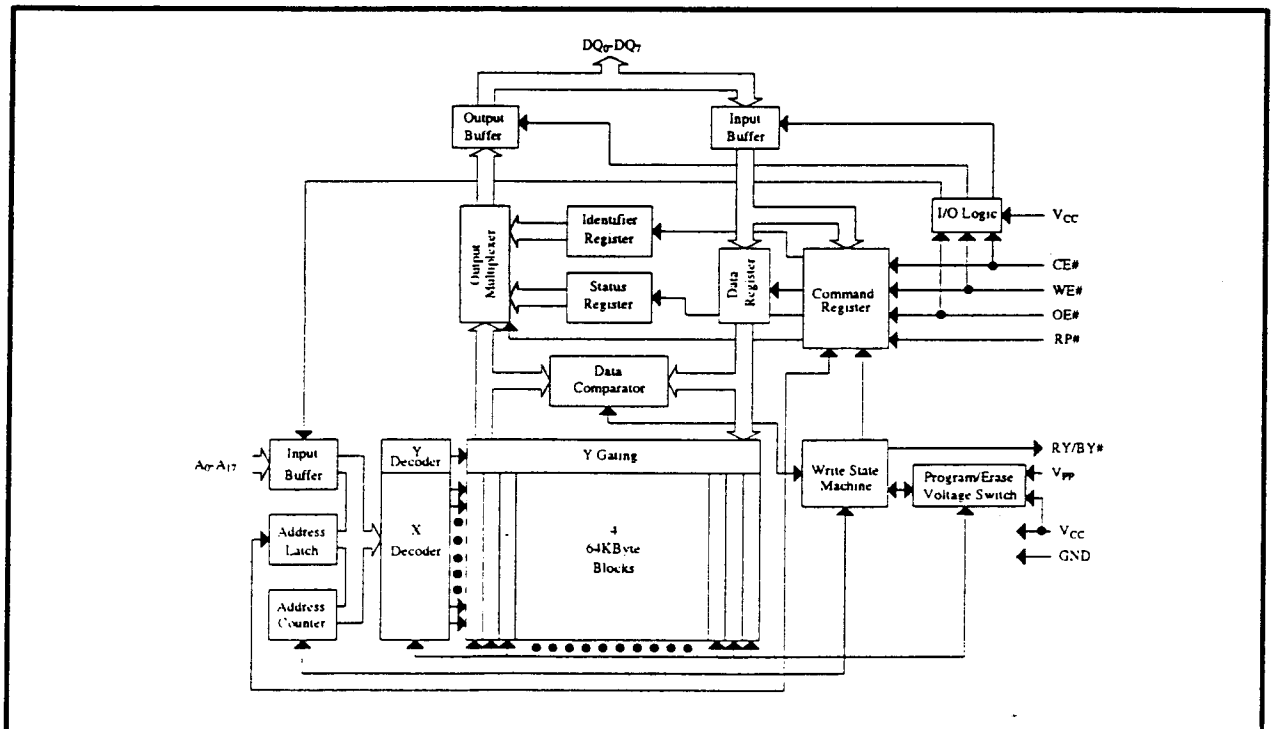 DQ0-DQ7
Output
Buffer
Input
Buffer
I/O Logic
VCC
Output
Multiplexer
Identifier
Register
Status
Register
Data
Register
Command
Register
CE#
WE#
OE#
RP#
Data
Comparator
A0-A17
Input
Buffer
Y
Decoder
Y Gating
Write State
Machine
RY/BY#
Program/Erase
Voltage Switch
VPP
VCC
GND
Address
Latch
X
Decoder
4
64KByte
Blocks
Address
Counter